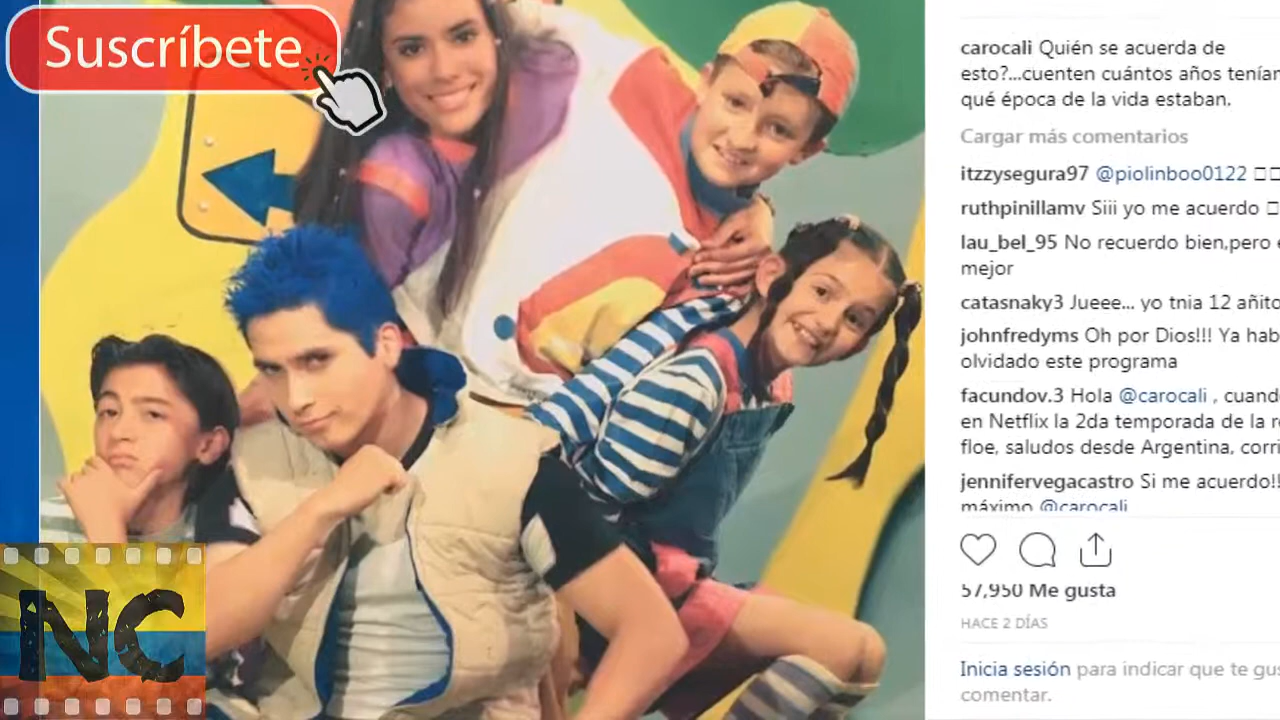 Suscríbete
carocali Quién se acuerda de
esto?...cuenten cuántos años tenían
qué época de la vida estaban.
Cargar más comentarios
itzzysegura97 @piolinboo0122
ruthpinillamv Siii yo me acuerdo
lau_bel_95 No recuerdo bien,pero
mejor
catasnaky3 Jueee... yo tnia 12 añito
johnfredyms Oh por Dios!!! Ya hab
olvidado este programa
facundov.3 Hola @carocali , cuand
en Netflix la 2da temporada de la
floe, saludos desde Argentina, corri
jennifervegacastro Si me acuerdo!!
máximo @carocali
57,950 Me gusta
HACE 2 DÍAS
Inicia sesión para indicar que te gus
comentar.
NC